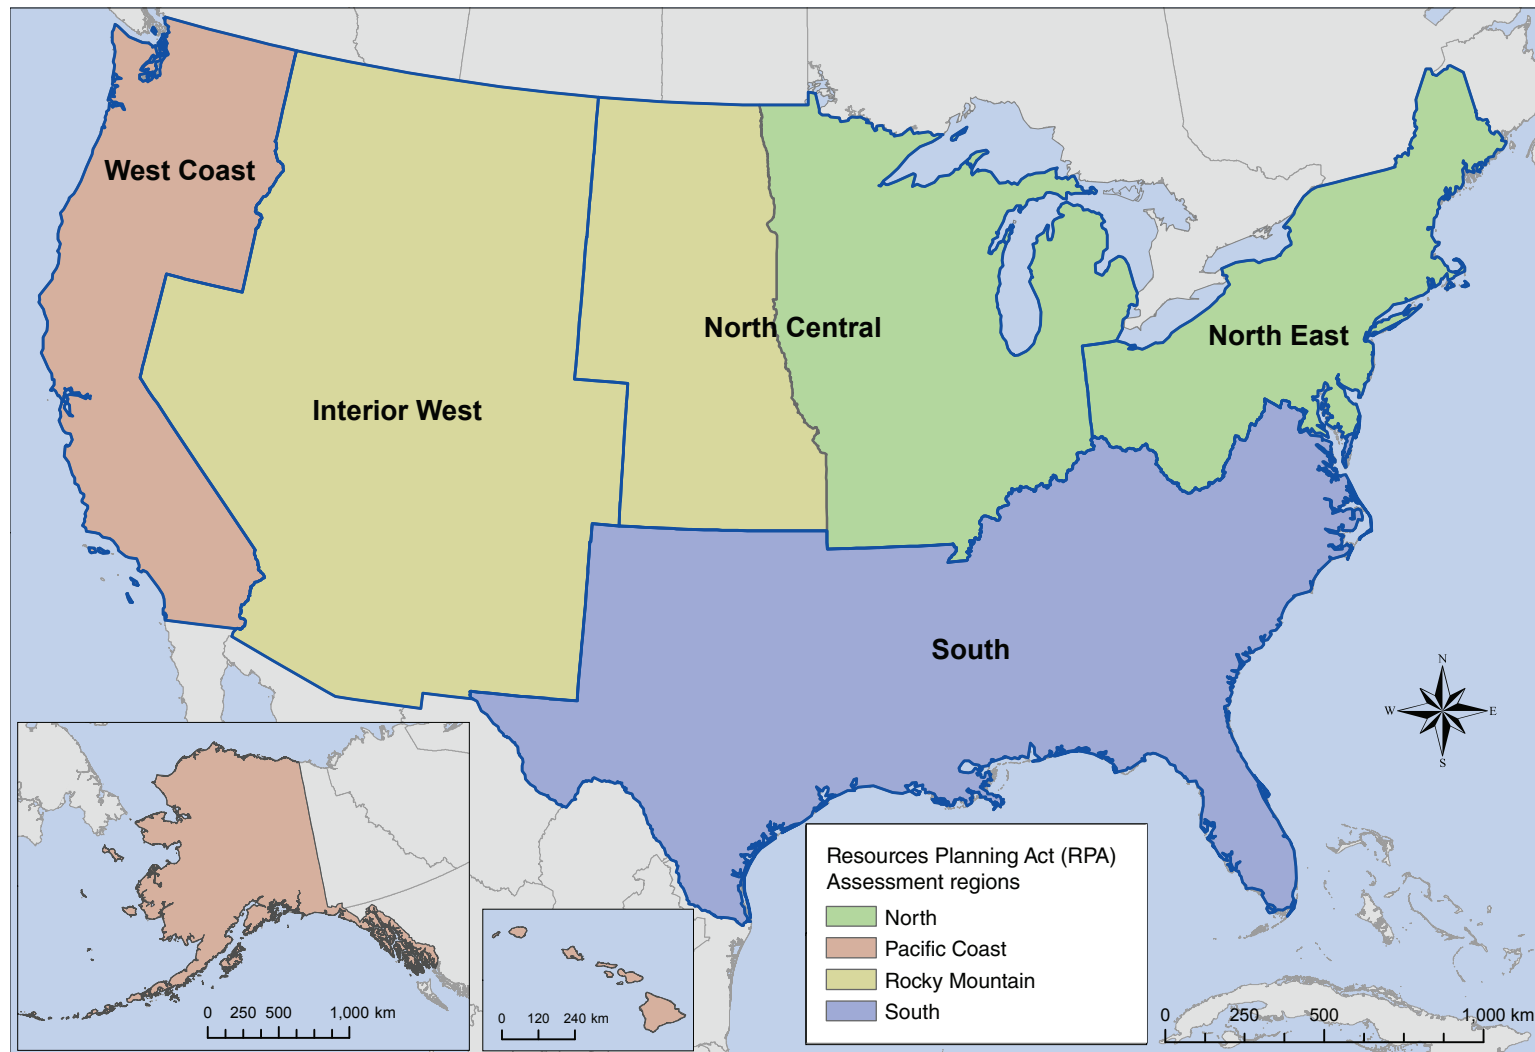 West Coast
North Central
North East
Interior West
South
N
W E
S
Resources Planning Act (RPA)
Assessment regions
North
Pacific Coast
Rocky Mountain
South
0 250 500 1,000 km
0 120 240 km
0 250 500 1,000 km